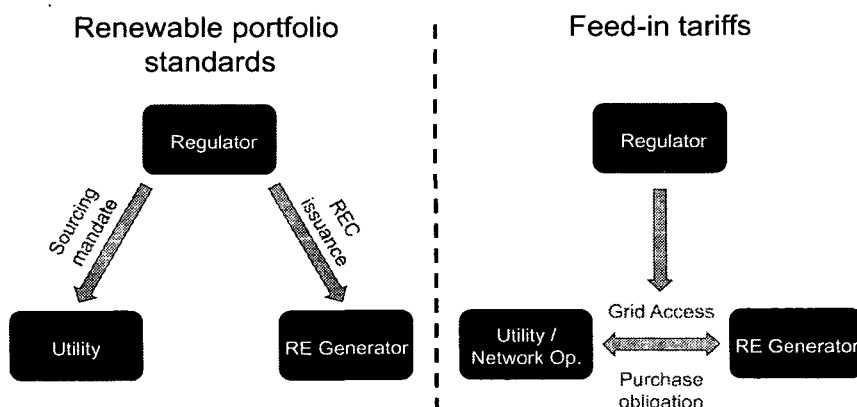 Renewable portfolio
standards
Regulator
Sourcing
mandate
REC
issuance
Utility
RE Generator
Feed-in tariffs
Regulator
Grid Access
Utility /
Network Op.
RE Generator
Purchase
obligation